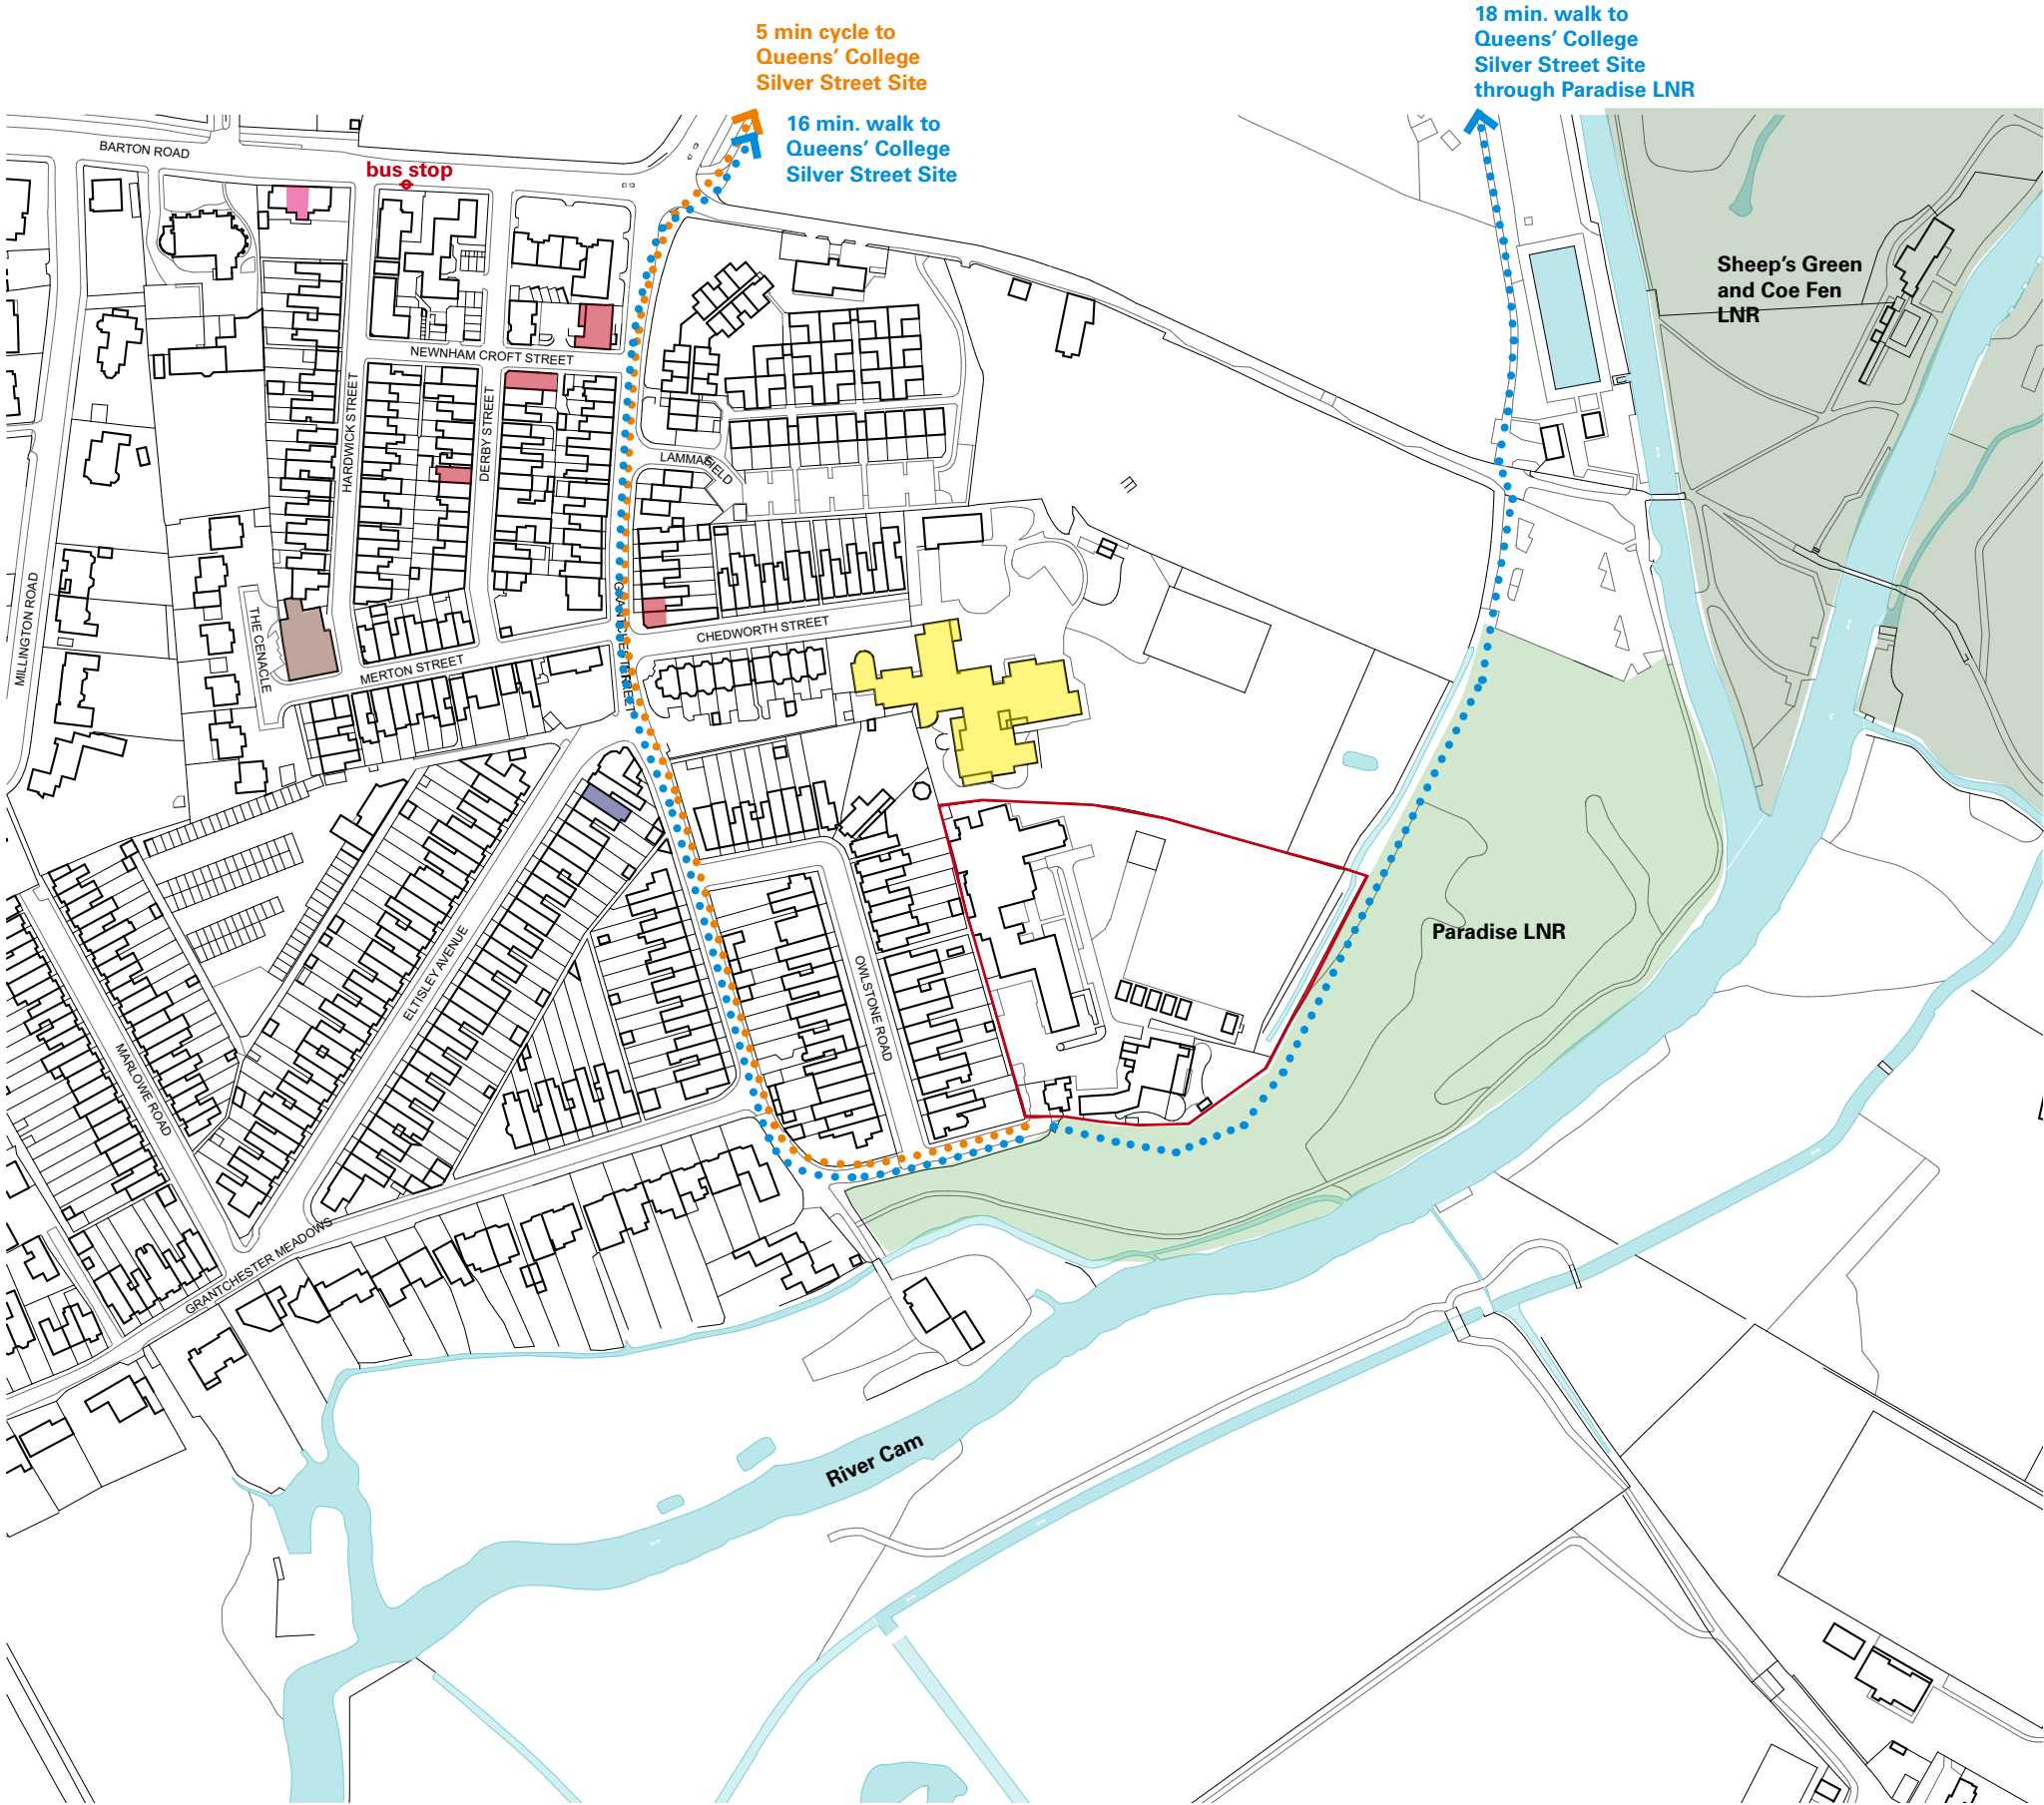 5 min cycle to
Queens' College
Silver Street Site
18 min. walk to
Queens' College
Silver Street Site
through Paradise LNR
16 min. walk to
Queens' College
Silver Street Site
BARTON ROAD
bus stop
Sheep's Green
and Coe Fen
LNR
NEWNHAM CROFT STREET
HARDWICK STREET
DERBY STREET
LAMMAS FIELD
MILLINGTON ROAD
THE CENACLE
GRANTCHESTER STREET
CHEDWORTH STREET
MERTON STREET
Paradise LNR
ELTISLEY AVENUE
OWLSTONE ROAD
MARLOWE ROAD
GRANTCHESTER MEADOWS
River Cam